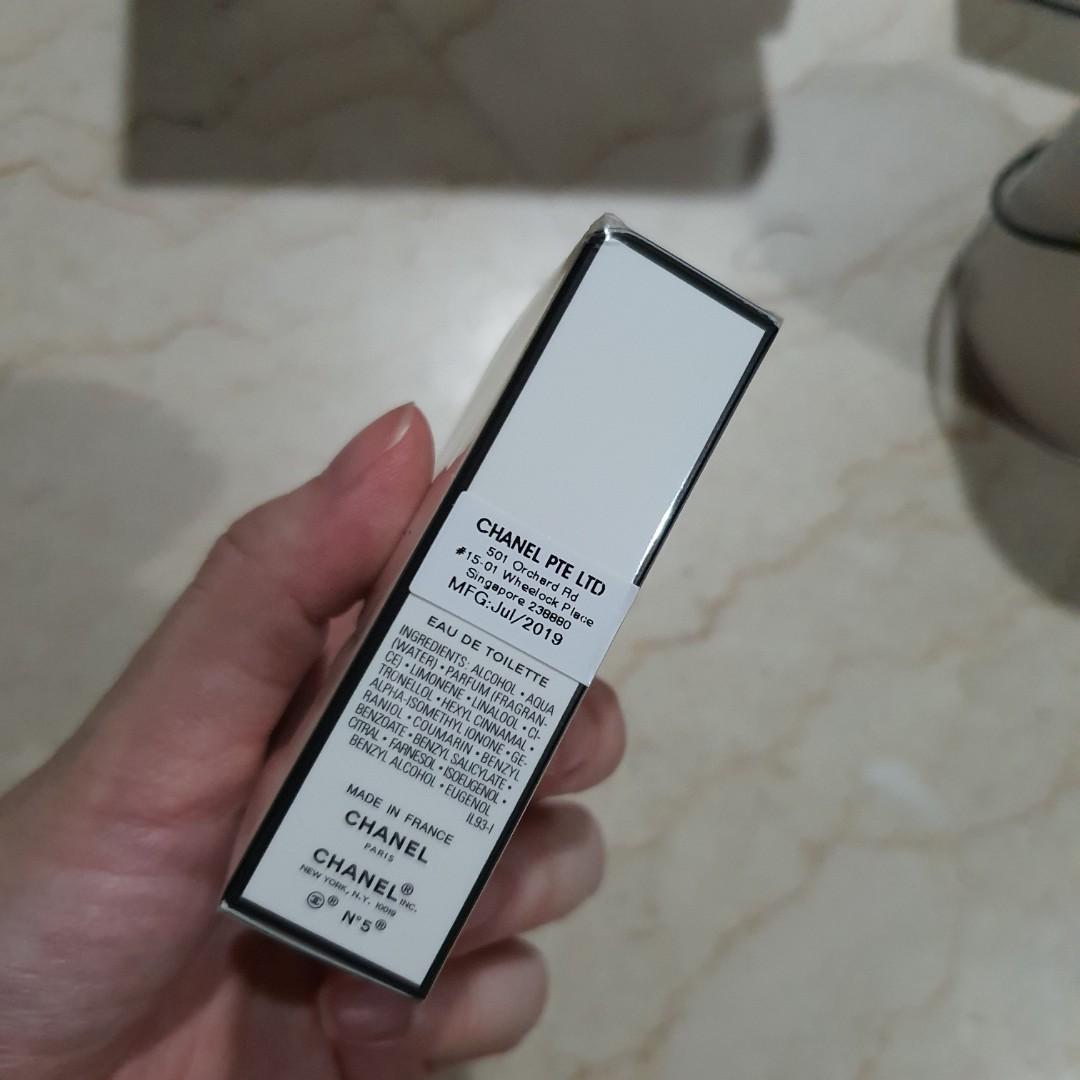 CHANEL PTE LTD
501 Orchard Rd
#15-01 Wheelock Place
Singapore 238880
MFG:Jul/2019
EAU DE TOILETTE
INGREDIENTS: ALCOHOL • AQUA
(WATER) • PARFUM (FRAGRAN-
CE) • LIMONENE • LINALOOL • CI-
TRONELLOL • HEXYL CINNAMAL •
ALPHA-ISOMETHYL IONONE • GE-
RANIOL • COUMARIN • BENZYL
BENZOATE • BENZYL SALICYLATE •
CITRAL • FARNESOL • ISOEUGENOL •
BENZYL ALCOHOL • EUGENOL
IL93-I
MADE IN FRANCE
CHANEL
PARIS
CHANEL® INC.
NEW YORK, N.Y. 10019
® N°5®